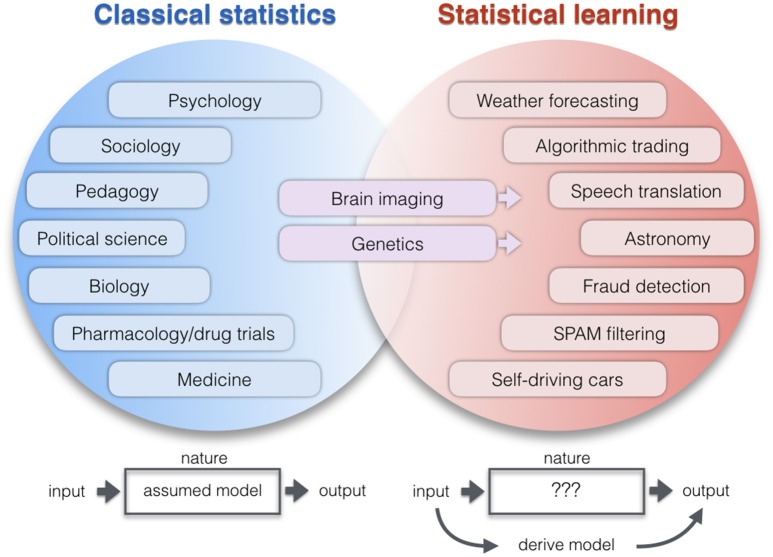 Classical statistics
Statistical learning
Psychology
Sociology
Pedagogy
Political science
Biology
Pharmacology/drug trials
Medicine
Brain imaging
Genetics
Weather forecasting
Algorithmic trading
Speech translation
Astronomy
Fraud detection
SPAM filtering
Self-driving cars
nature
input
assumed model
output
nature
input
???
output
derive model